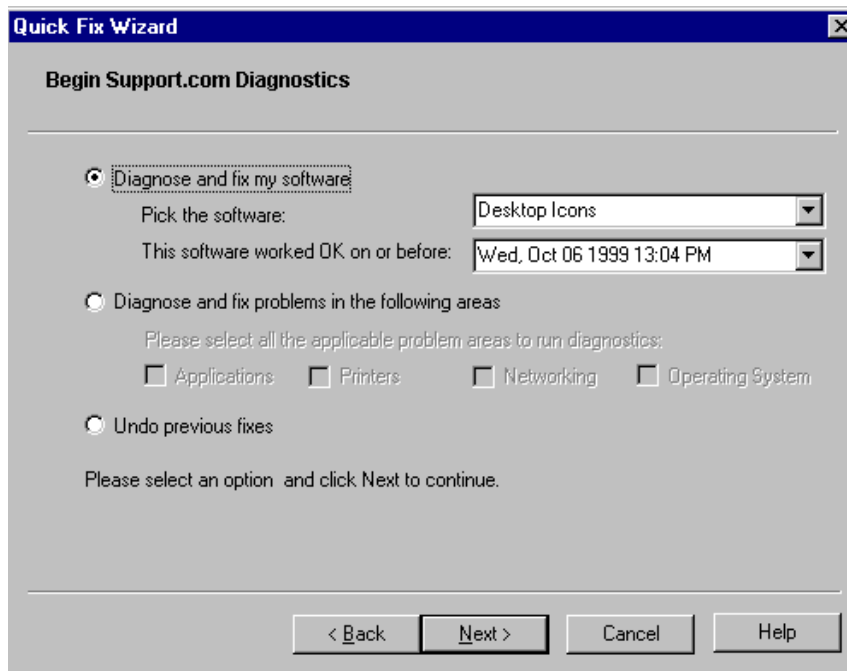 Quick Fix Wizard
Begin Support.com Diagnostics
Diagnose and fix my software
Pick the software: Desktop Icons
This software worked OK on or before: Wed, Oct 06 1999 13:04 PM
Diagnose and fix problems in the following areas
Please select all the applicable problem areas to run diagnostics:
Applications Printers Networking Operating System
Undo previous fixes
Please select an option and click Next to continue.
< Back Next > Cancel Help